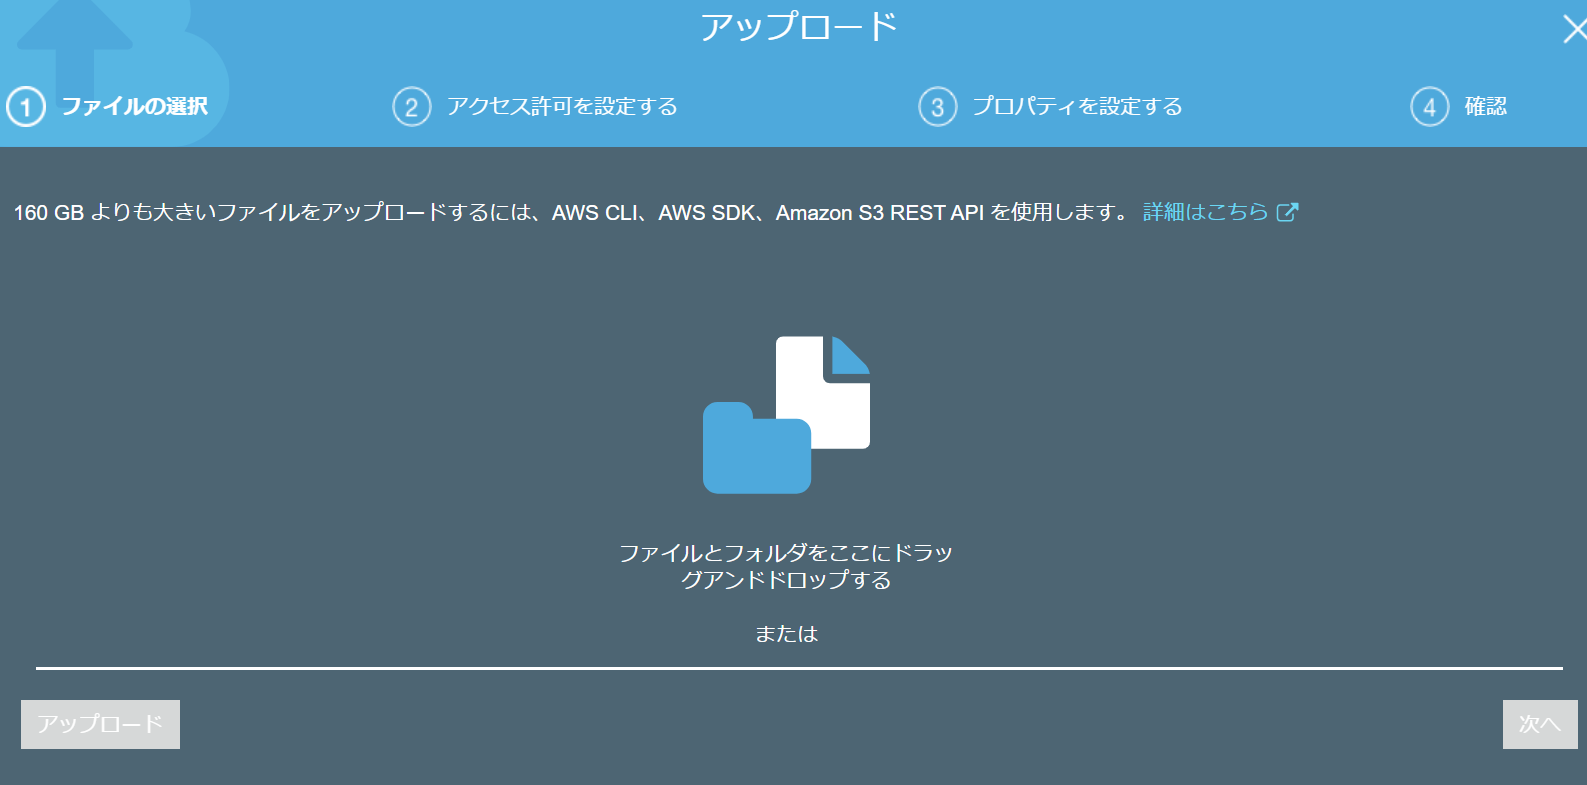 アップロード
1 ファイルの選択
2 アクセス許可を設定する
3 プロパティを設定する
4 確認
160 GB よりも大きいファイルをアップロードするには、AWS CLI、AWS SDK、Amazon S3 REST API を使用します。 詳細はこちら
ファイルとフォルダをここにドラッ
グアンドドロップする
または
アップロード
次へ